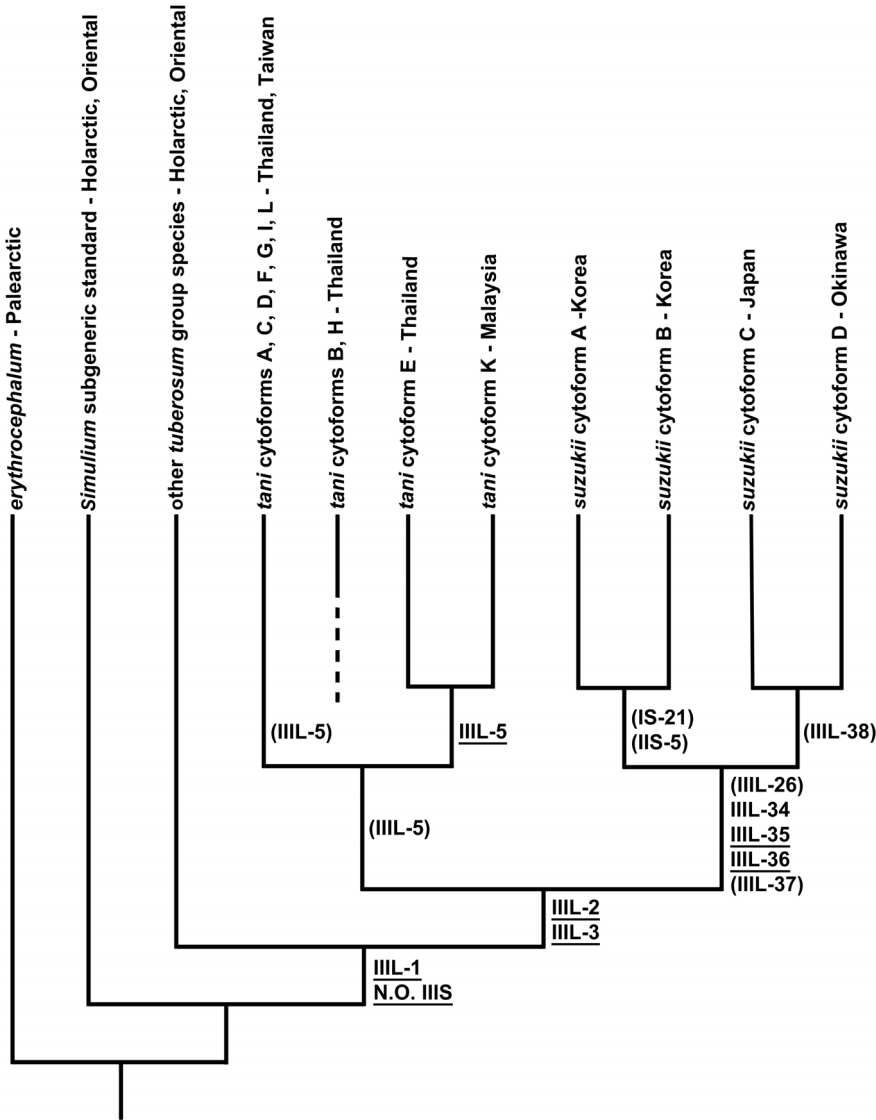 erythrocephalum - Palearctic
Simulium subgeneric standard - Holarctic, Oriental
other tuberosum group species - Holarctic, Oriental
tani cytoforms A, C, D, F, G, I, L - Thailand, Taiwan
tani cytoforms B, H - Thailand
tani cytoform E - Thailand
tani cytoform K - Malaysia
suzukii cytoform A -Korea
suzukii cytoform B - Korea
suzukii cytoform C - Japan
suzukii cytoform D - Okinawa
(IIIL-5)
IIIL-5
(IS-21)
(IIS-5)
(IIIL-38)
(IIIL-5)
(IIIL-26)
IIIL-34
IIIL-35
IIIL-36
(IIIL-37)
IIIL-2
IIIL-3
IIIL-1
N.O. IIIS